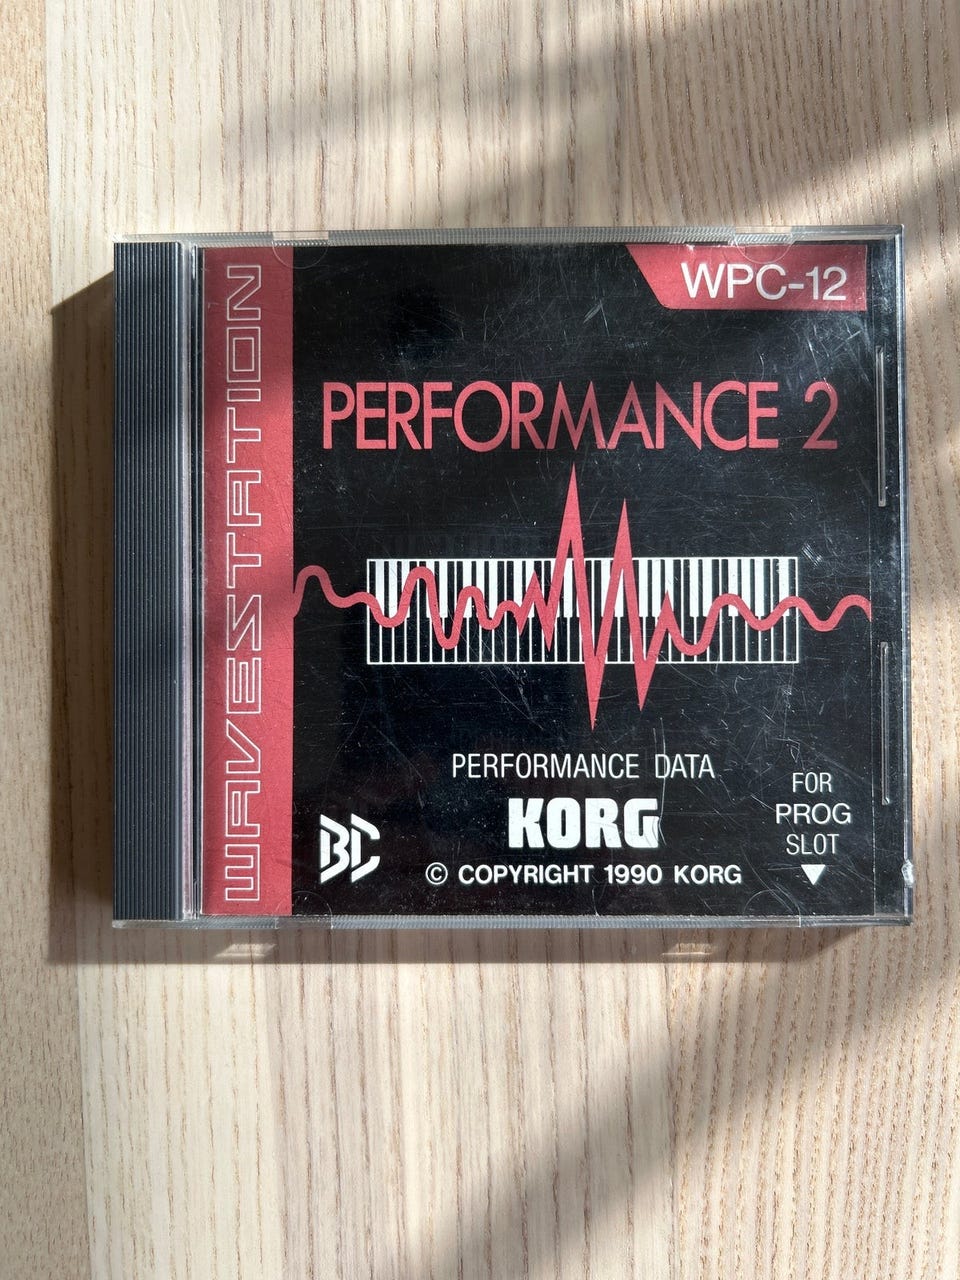 WAVESTATION
WPC-12
PERFORMANCE 2
PERFORMANCE DATA
KORG
© COPYRIGHT 1990 KORG
BC
FOR
PROG
SLOT